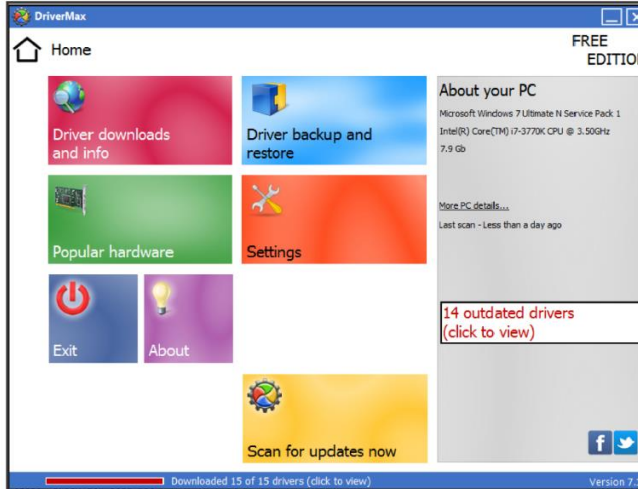 DriverMax
Home
FREE
EDITION
Driver downloads
and info
Driver backup and
restore
Popular hardware
Settings
Exit
About
Scan for updates now
About your PC
Microsoft Windows 7 Ultimate N Service Pack 1
Intel(R) Core(TM) i7-3770K CPU @ 3.50GHz
7.9 Gb
More PC details...
Last scan - Less than a day ago
14 outdated drivers
(click to view)
f
Downloaded 15 of 15 drivers (click to view)
Version 7.